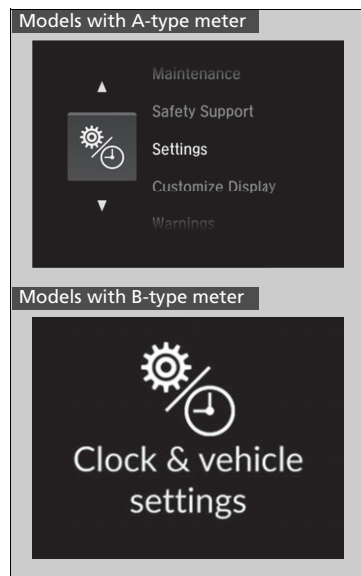 Models with A-type meter
Maintenance
Safety Support
Settings
Customize Display
Warnings
Models with B-type meter
Clock & vehicle
settings